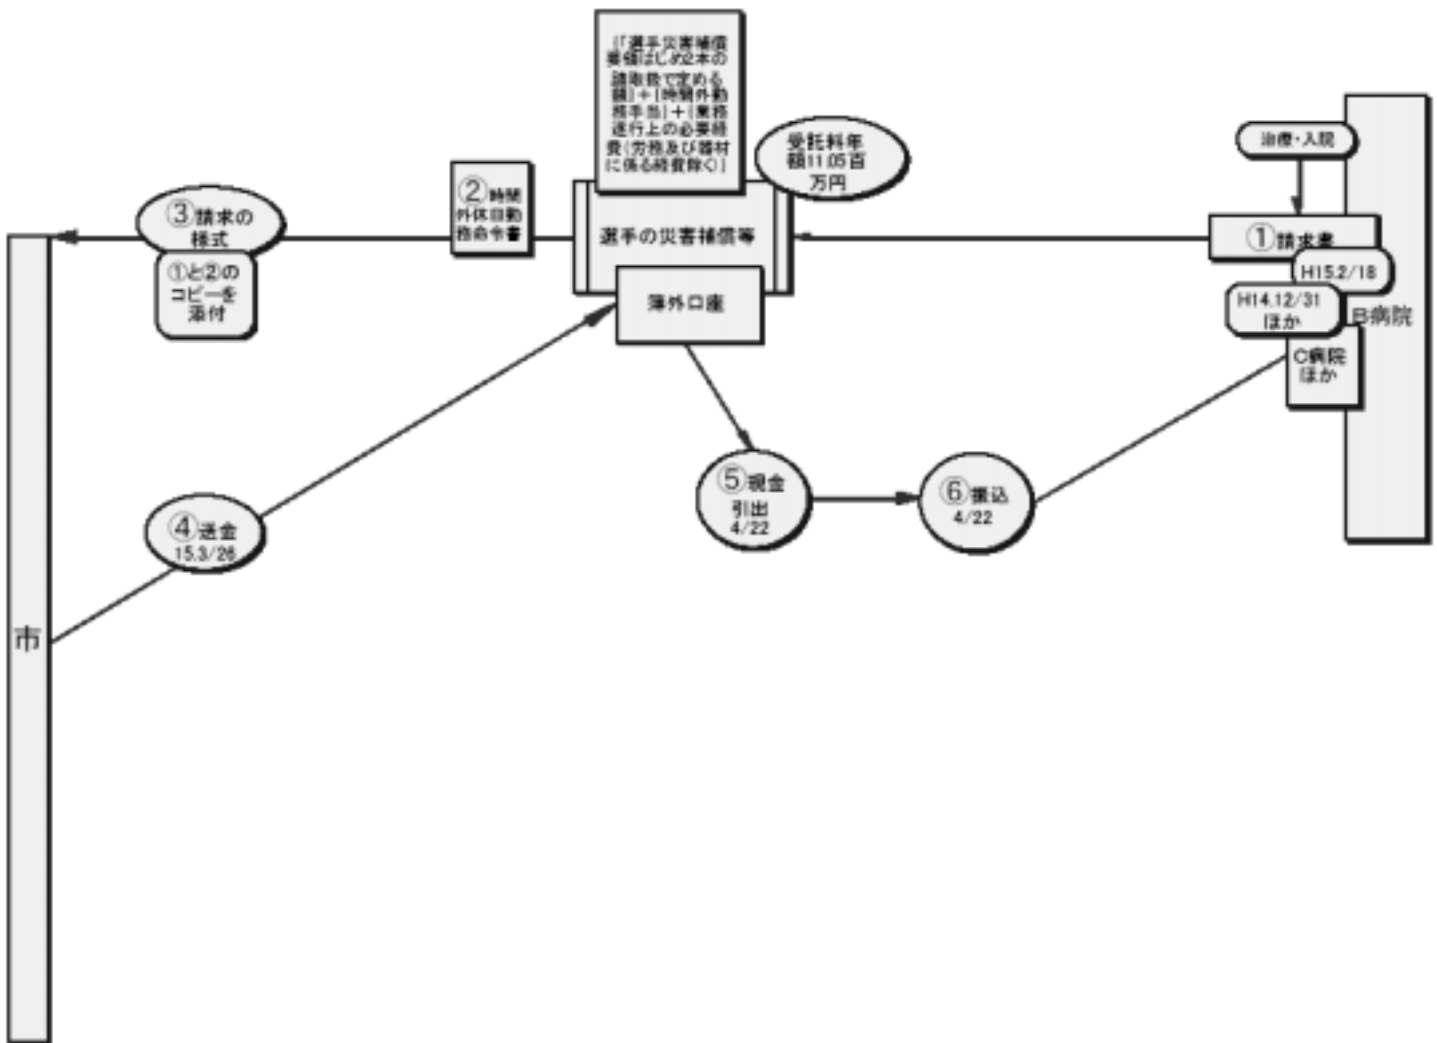 [「選手災害補償
要領はじめ2本の
諸取扱で定める
額]+[時間外勤
務手当]+[業務
遂行上の必要経
費(労務及び器材
に係る経費除く)]
受託料年
額11.05百
万円
治療・入院
②時間
外休日勤
務命令書
③請求の
様式
①と②の
コピーを
添付
選手の災害補償等
簿外口座
①請求書
H15.2/18
H14.12/31
ほか
B病院
C病院
ほか
⑤現金
引出
4/22
⑥振込
4/22
④送金
15.3/26
市